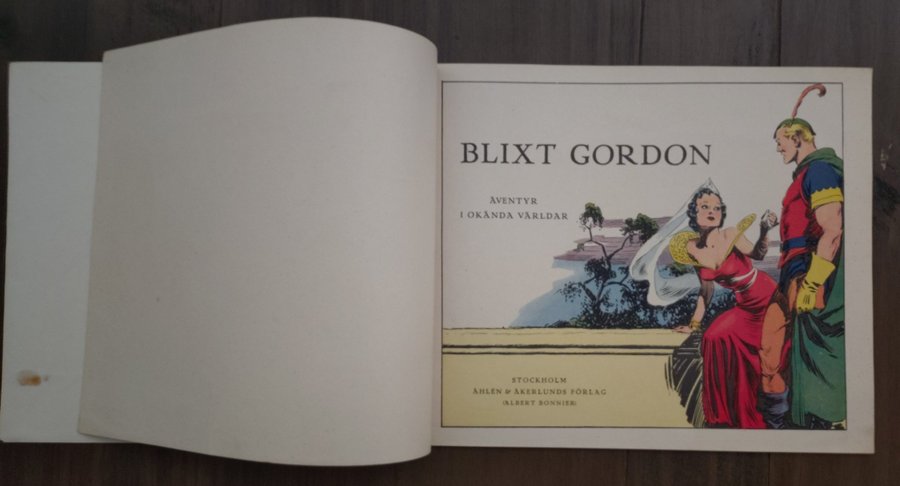 BLIXT GORDON
ÄVENTYR
I OKÄNDA VÄRLDAR
STOCKHOLM
ÅHLÉN & ÅKERLUNDS FÖRLAG
(ALBERT BONNIER)